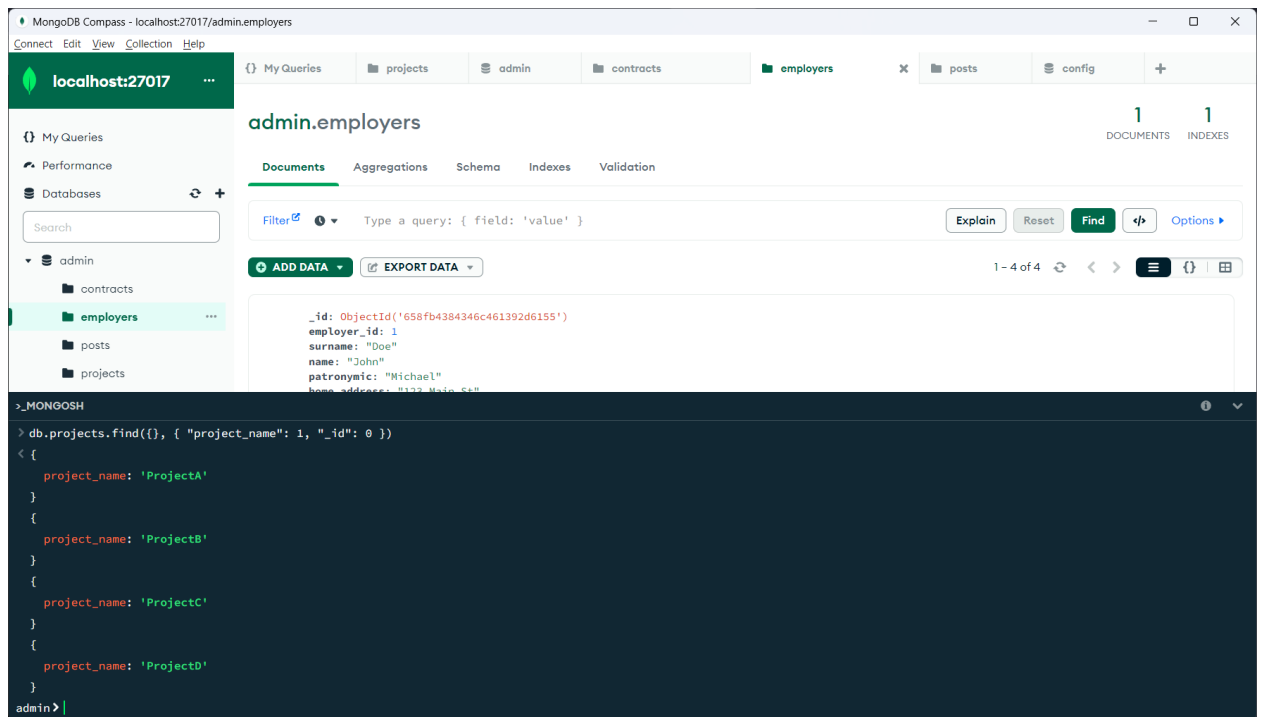 MongoDB Compass - localhost:27017/admin.employers
Connect Edit View Collection Help
localhost:27017 ...
{} My Queries
projects
admin
contracts
employers
posts
config
{} My Queries
Performance
Databases
Search
admin
contracts
employers
posts
projects
admin.employers
1
DOCUMENTS
1
INDEXES
Documents Aggregations Schema Indexes Validation
Filter Type a query: { field: 'value' }
Explain Reset Find </> Options
ADD DATA EXPORT DATA
1 – 4 of 4 {}
_id: ObjectId('658fb4384346c461392d6155')
employer_id: 1
surname: "Doe"
name: "John"
patronymic: "Michael"
home_address: "123 Main St"
>_MONGOSH
> db.projects.find({}, { "project_name": 1, "_id": 0 })
< {
project_name: 'ProjectA'
}
{
project_name: 'ProjectB'
}
{
project_name: 'ProjectC'
}
{
project_name: 'ProjectD'
}
admin>